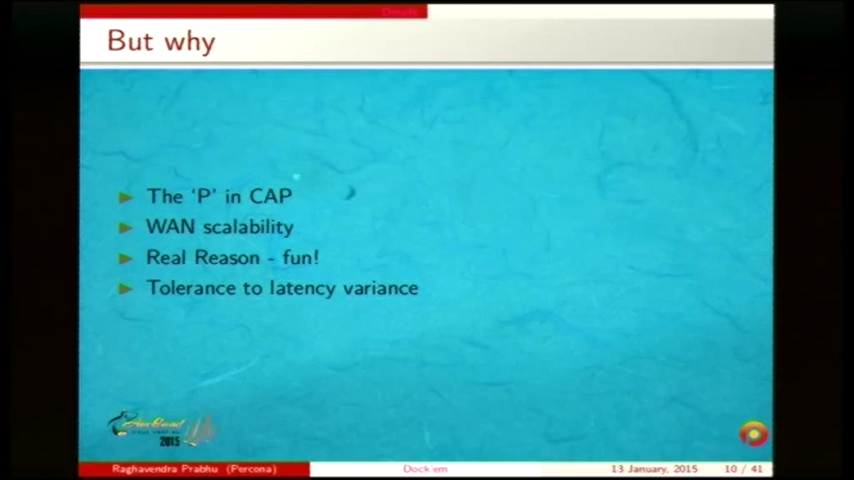 Details
But why
The ‘P’ in CAP
WAN scalability
Real Reason - fun!
Tolerance to latency variance
2015
Raghavendra Prabhu (Percona)
Dock'em
13 January, 2015
10 / 41